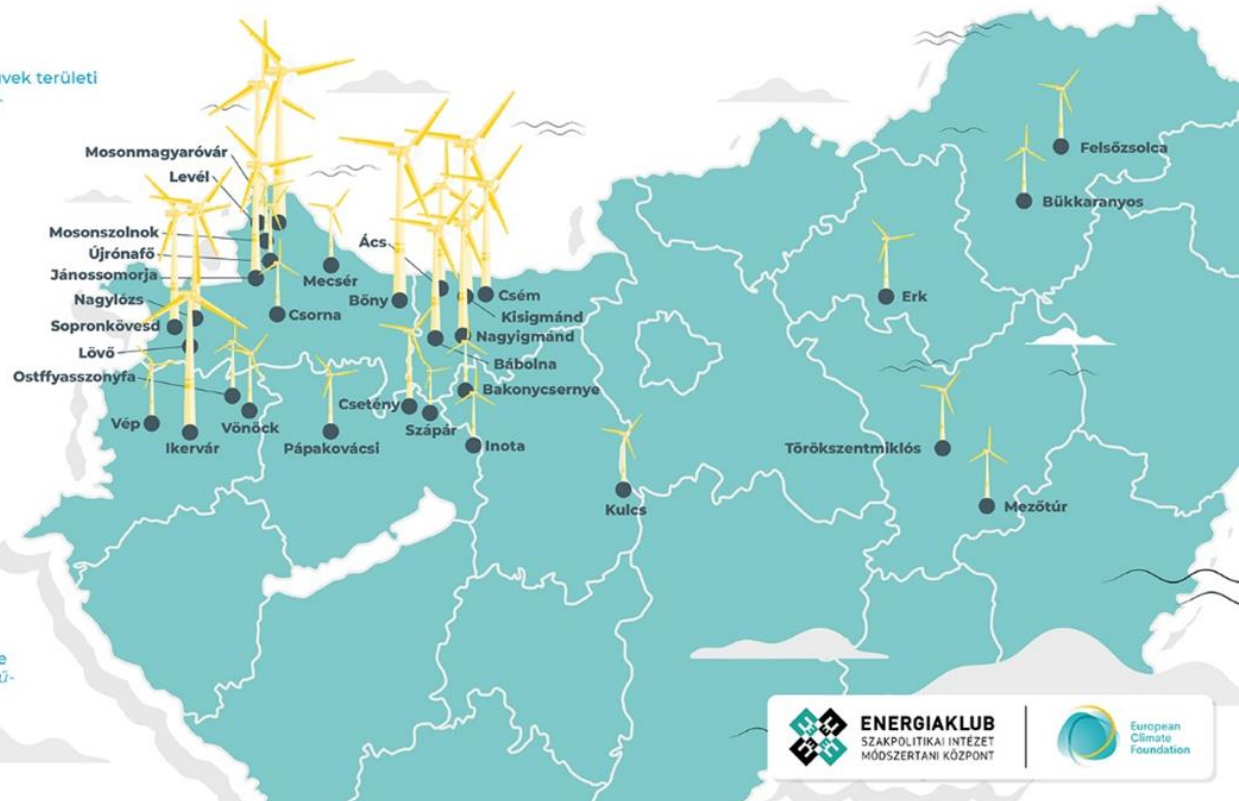 űvek területi
Mosonmagyaróvár
Levél
Mosonszolnok
Újrónafő
Jánossomorja
Nagylózs
Sopronkövesd
Lövő
Ostffyasszonyfa
Vép
Ikervár
Vönöck
Mecsér
Csorna
Pápakovácsi
Ács
Bőny
Csém
Kisigmánd
Nagyigmánd
Bábolna
Bakonycsernye
Csetény
Szápár
Inota
Kulcs
Felsőzsolca
Bükkaranyos
Erk
Törökszentmiklós
Mezőtúr
e
ű-
ENERGIAKLUB
SZAKPOLITIKAI INTÉZET
MÓDSZERTANI KÖZPONT
European
Climate
Foundation